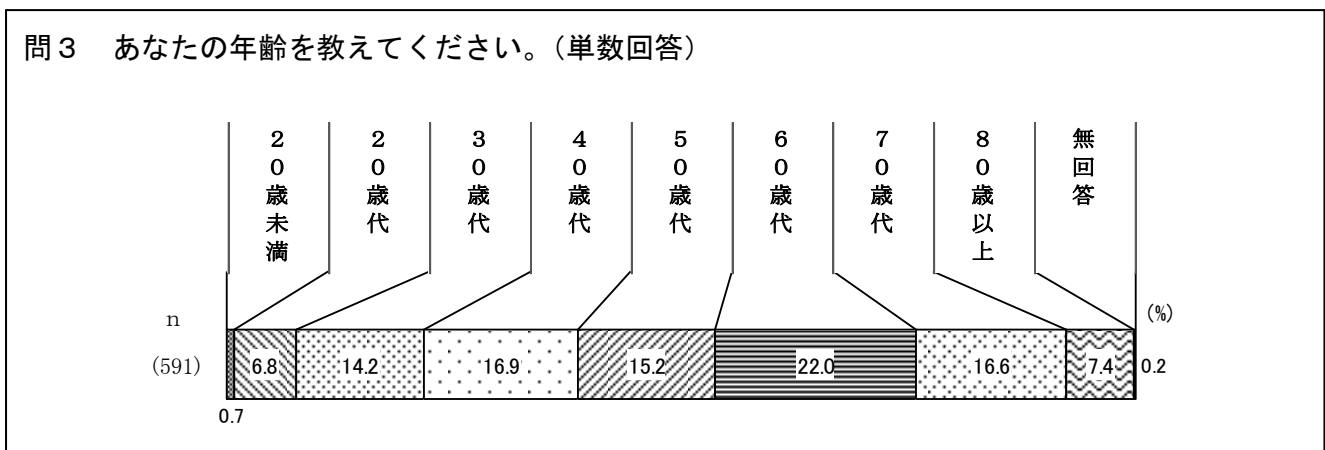 問３　あなたの年齢を教えてください。（単数回答）
２０歳未満
２０歳代
３０歳代
４０歳代
５０歳代
６０歳代
７０歳代
８０歳以上
無回答
(%)
n
(591)
6.8
14.2
16.9
15.2
22.0
16.6
7.4
0.2
0.7